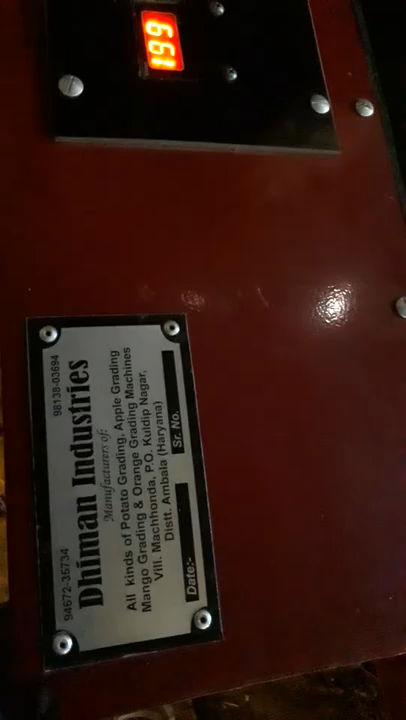 199
94672-35734 98138-03694
Dhiman Industries
Manufacturers of:
All kinds of Potato Grading, Apple Grading
Mango Grading & Orange Grading Machines
Vill. Machhonda, P.O. Kuldip Nagar,
Distt. Ambala (Haryana)
Date:- Sr. No.